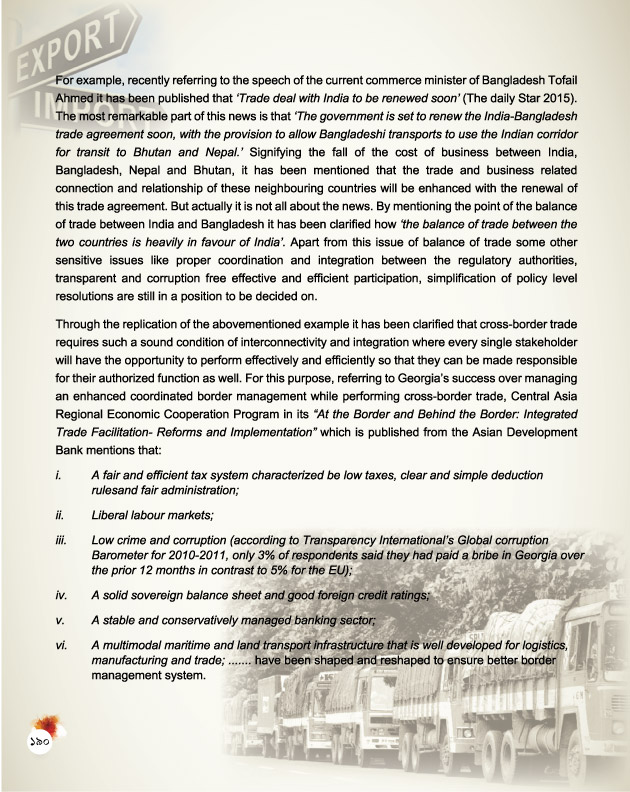 EXPORT
IMPORT
For example, recently referring to the speech of the current commerce minister of Bangladesh Tofail
Ahmed it has been published that ‘Trade deal with India to be renewed soon’ (The daily Star 2015).
The most remarkable part of this news is that ‘The government is set to renew the India-Bangladesh
trade agreement soon, with the provision to allow Bangladeshi transports to use the Indian corridor
for transit to Bhutan and Nepal.’ Signifying the fall of the cost of business between India,
Bangladesh, Nepal and Bhutan, it has been mentioned that the trade and business related
connection and relationship of these neighbouring countries will be enhanced with the renewal of
this trade agreement. But actually it is not all about the news. By mentioning the point of the balance
of trade between India and Bangladesh it has been clarified how ‘the balance of trade between the
two countries is heavily in favour of India’. Apart from this issue of balance of trade some other
sensitive issues like proper coordination and integration between the regulatory authorities,
transparent and corruption free effective and efficient participation, simplification of policy level
resolutions are still in a position to be decided on.
Through the replication of the abovementioned example it has been clarified that cross-border trade
requires such a sound condition of interconnectivity and integration where every single stakeholder
will have the opportunity to perform effectively and efficiently so that they can be made responsible
for their authorized function as well. For this purpose, referring to Georgia’s success over managing
an enhanced coordinated border management while performing cross-border trade, Central Asia
Regional Economic Cooperation Program in its “At the Border and Behind the Border: Integrated
Trade Facilitation- Reforms and Implementation” which is published from the Asian Development
Bank mentions that:
i. A fair and efficient tax system characterized be low taxes, clear and simple deduction
rulesand fair administration;
ii. Liberal labour markets;
iii. Low crime and corruption (according to Transparency International’s Global corruption
Barometer for 2010-2011, only 3% of respondents said they had paid a bribe in Georgia over
the prior 12 months in contrast to 5% for the EU);
iv. A solid sovereign balance sheet and good foreign credit ratings;
v. A stable and conservatively managed banking sector;
vi. A multimodal maritime and land transport infrastructure that is well developed for logistics,
manufacturing and trade; ....... have been shaped and reshaped to ensure better border
management system.
১৯০